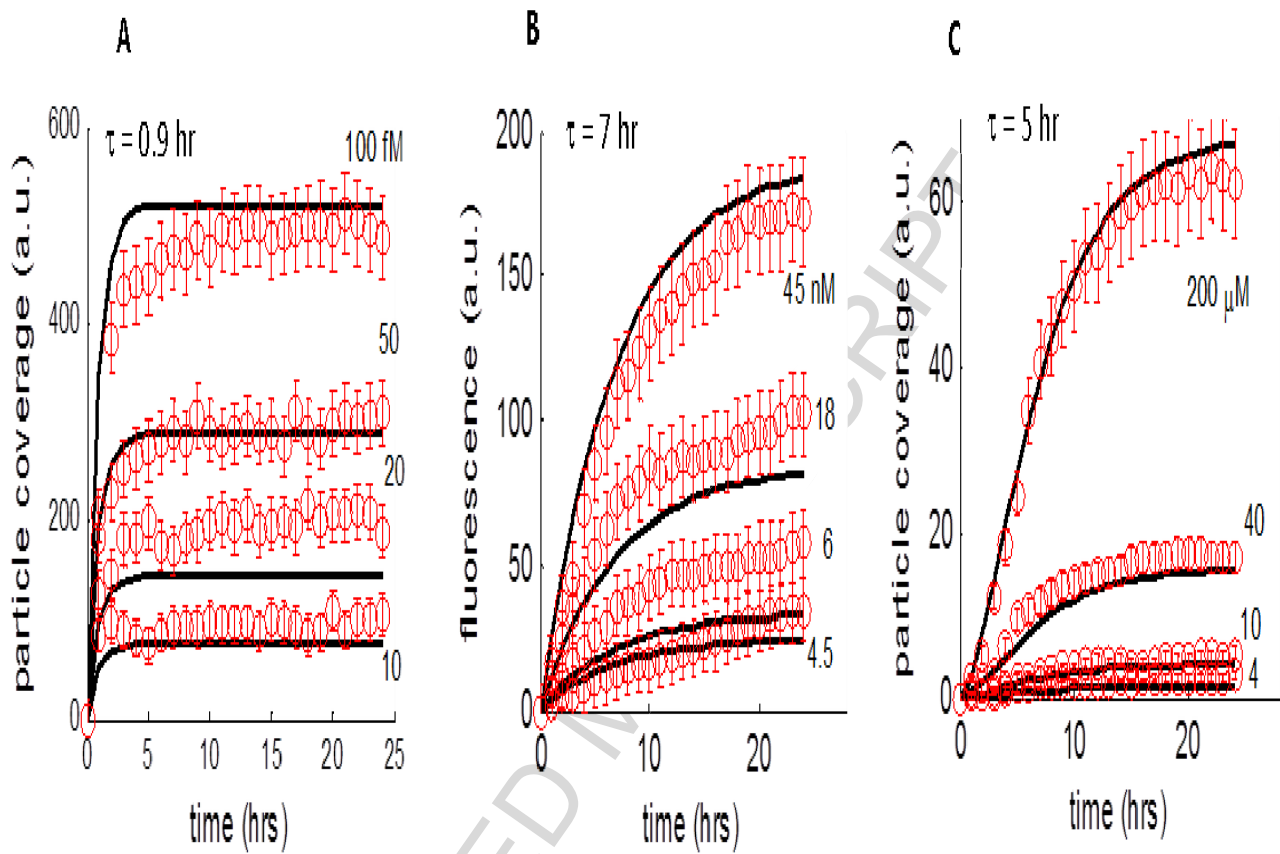 A
B
C
τ = 0.9 hr
100 fM
50
20
10
particle coverage (a.u.)
600
400
200
0
0 5 10 15 20 25
time (hrs)
τ = 7 hr
45 nM
18
6
4.5
fluorescence (a.u.)
200
150
100
50
0
0 10 20
time (hrs)
τ = 5 hr
200 μM
40
10
4
particle coverage (a.u.)
60
40
20
0
0 10 20
time (hrs)